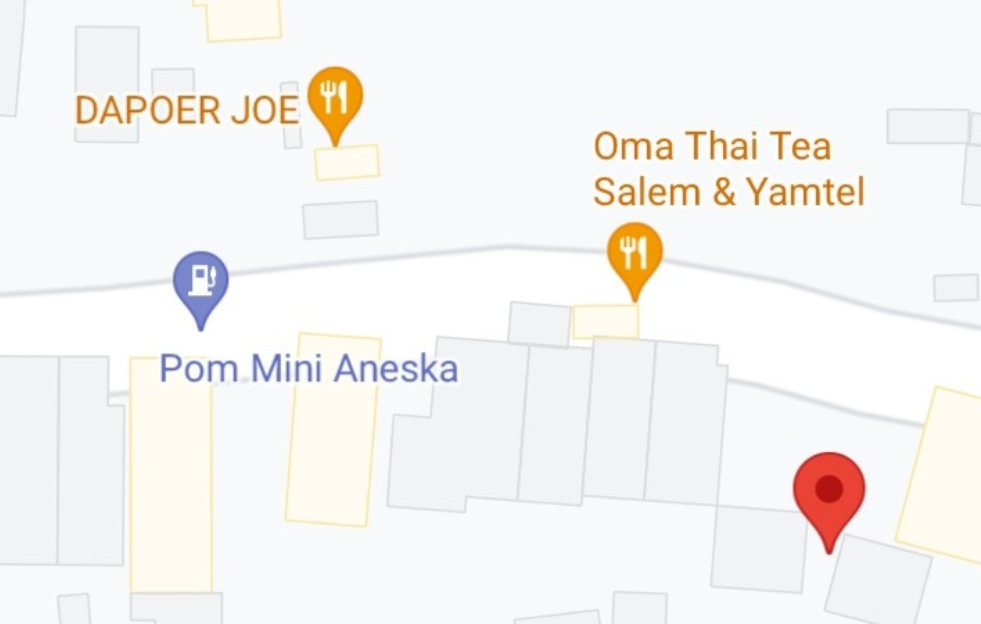 DAPOER JOE
Oma Thai Tea
Salem & Yamtel
Pom Mini Aneska